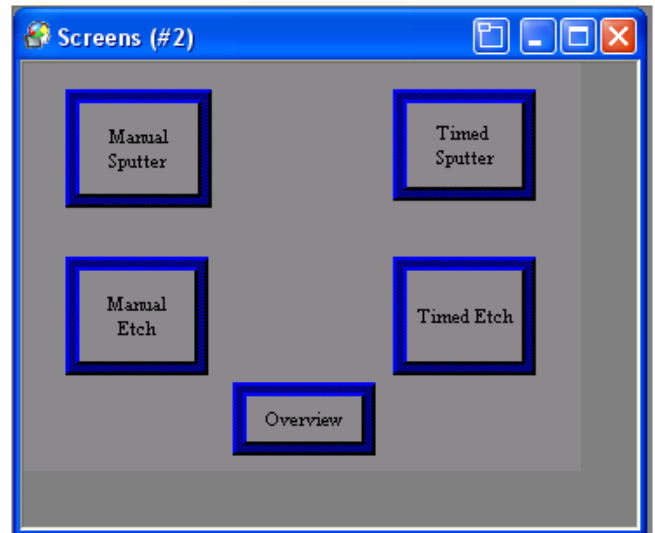 Screens (#2)
Manual
Sputter
Timed
Sputter
Manual
Etch
Timed Etch
Overview